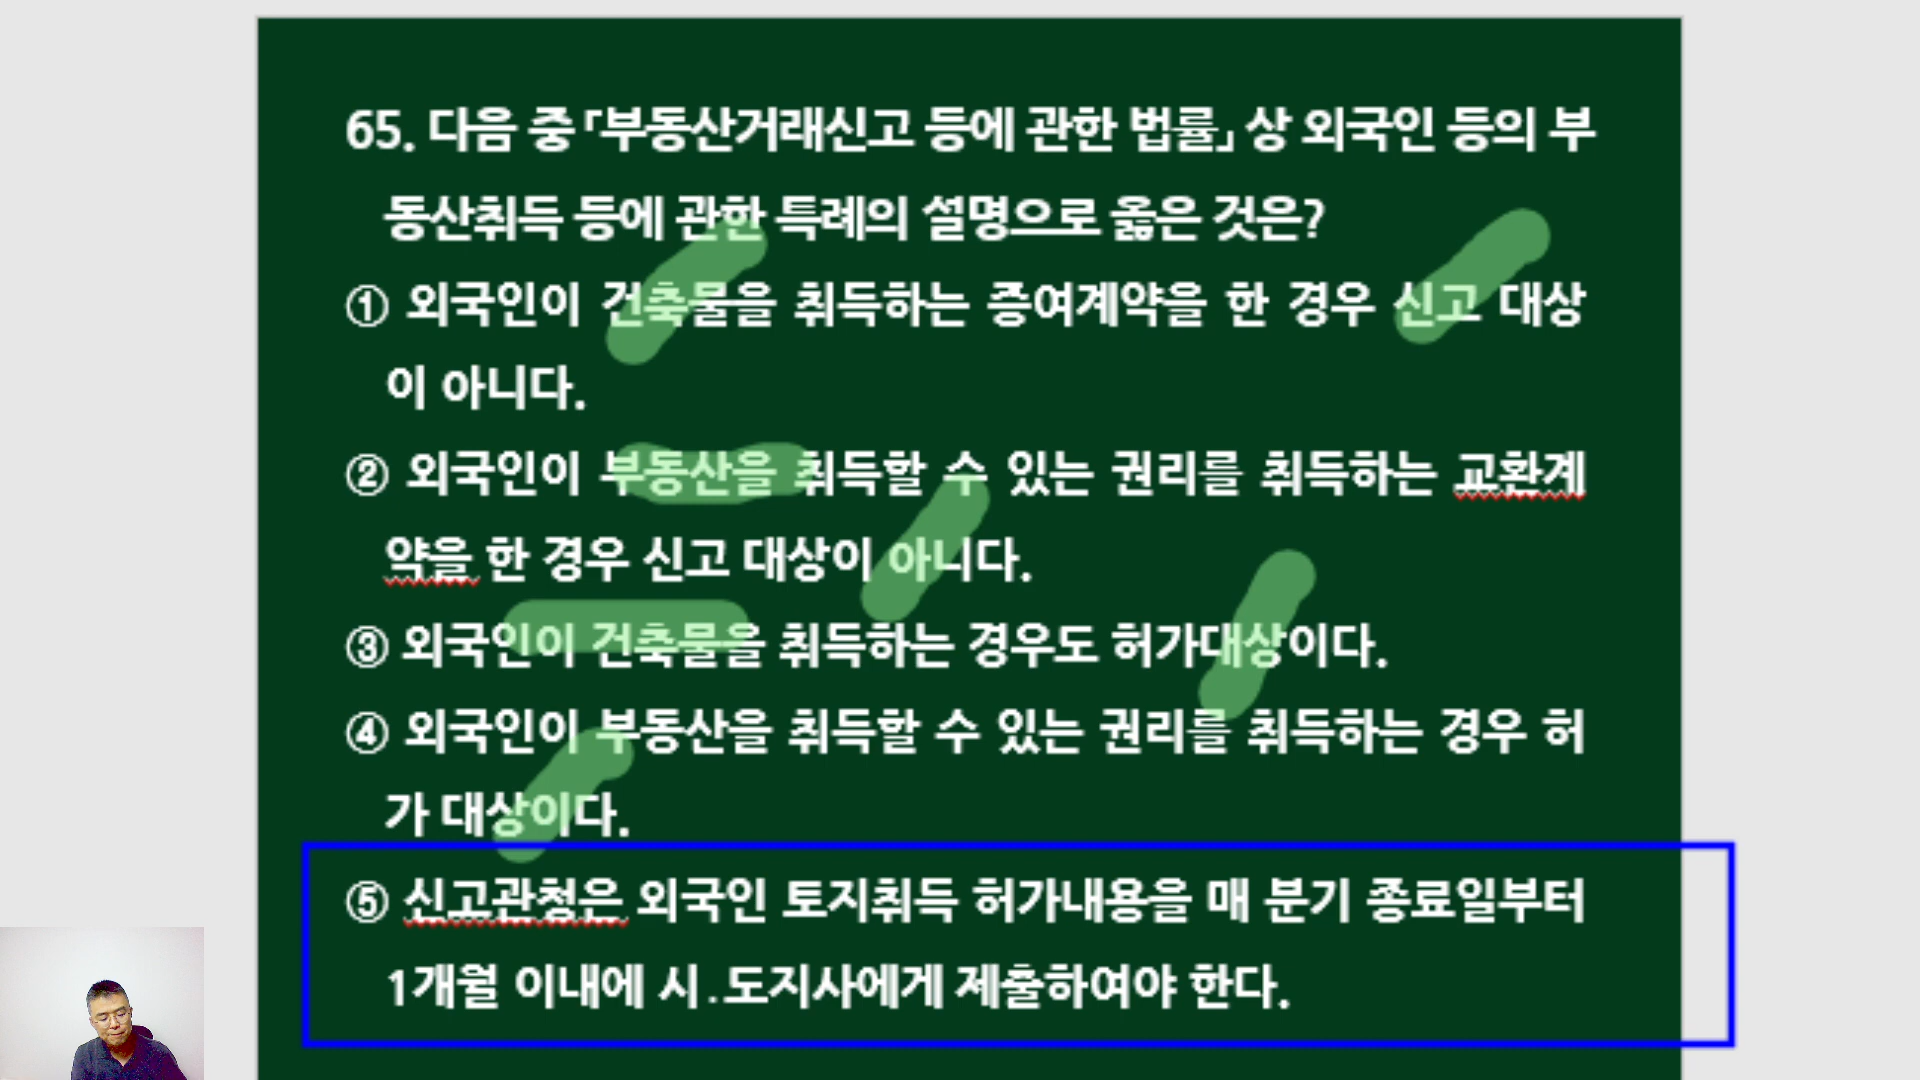 65. 다음 중「부동산거래신고 등에 관한 법률」상 외국인 등의 부
동산취득 등에 관한 특례의 설명으로 옳은 것은?
① 외국인이 건축물을 취득하는 증여계약을 한 경우 신고 대상
이 아니다.
② 외국인이 부동산을 취득할 수 있는 권리를 취득하는 교환계
약을 한 경우 신고 대상이 아니다.
③ 외국인이 건축물을 취득하는 경우도 허가대상이다.
④ 외국인이 부동산을 취득할 수 있는 권리를 취득하는 경우 허
가 대상이다.
⑤ 신고관청은 외국인 토지취득 허가내용을 매 분기 종료일부터
1개월 이내에 시.도지사에게 제출하여야 한다.